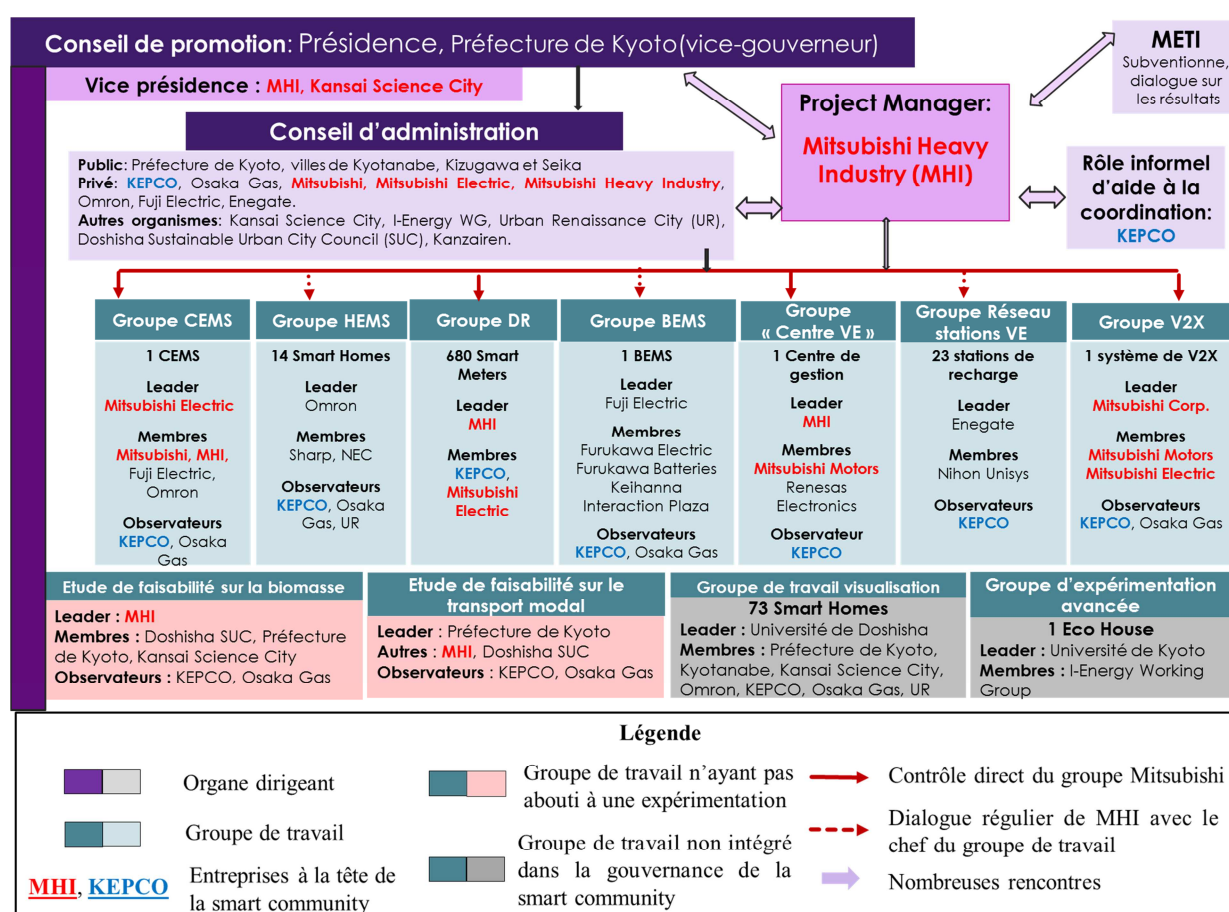 Conseil de promotion: Présidence, Préfecture de Kyoto(vice-gouverneur)
Vice présidence : MHI, Kansai Science City
METI
Subventionne,
dialogue sur
les résultats
Project Manager:
Mitsubishi Heavy
Industry (MHI)
Conseil d'administration
Public: Préfecture de Kyoto, villes de Kyotanabe, Kizugawa et Seika
Privé: KEPCO, Osaka Gas, Mitsubishi, Mitsubishi Electric, Mitsubishi Heavy Industry,
Omron, Fuji Electric, Enegate.
Autres organismes: Kansai Science City, I-Energy WG, Urban Renaissance City (UR),
Doshisha Sustainable Urban City Council (SUC), Kanzairen.
Rôle informel
d'aide à la
coordination:
KEPCO
Groupe CEMS
1 CEMS
Leader
Mitsubishi Electric
Membres
Mitsubishi, MHI,
Fuji Electric,
Omron
Observateurs
KEPCO, Osaka
Gas
Groupe HEMS
14 Smart Homes
Leader
Omron
Membres
Sharp, NEC
Observateurs
KEPCO, Osaka
Gas, UR
Groupe DR
680 Smart
Meters
Leader
MHI
Membres
KEPCO,
Mitsubishi
Electric
Groupe BEMS
1 BEMS
Leader
Fuji Electric
Membres
Furukawa Electric
Furukawa Batteries
Keihanna
Interaction Plaza
Observateurs
KEPCO, Osaka Gas
Groupe
« Centre VE »
1 Centre de
gestion
Leader
MHI
Membres
Mitsubishi Motors
Renesas
Electronics
Observateur
KEPCO
Groupe Réseau
stations VE
23 stations de
recharge
Leader
Enegate
Membres
Nihon Unisys
Observateurs
KEPCO
Groupe V2X
1 système de V2X
Leader
Mitsubishi Corp.
Membres
Mitsubishi Motors
Mitsubishi Electric
Observateurs
KEPCO, Osaka Gas
Etude de faisabilité sur la biomasse
Leader : MHI
Membres : Doshisha SUC, Préfecture
de Kyoto, Kansai Science City
Observateurs : KEPCO, Osaka Gas
Etude de faisabilité sur le
transport modal
Leader : Préfecture de Kyoto
Autres : MHI, Doshisha SUC
Observateurs : KEPCO, Osaka Gas
Groupe de travail visualisation
73 Smart Homes
Leader : Université de Doshisha
Membres : Préfecture de Kyoto,
Kyotanabe, Kansai Science City,
Omron, KEPCO, Osaka Gas, UR
Groupe d'expérimentation
avancée
1 Eco House
Leader : Université de Kyoto
Membres : I-Energy Working
Group
Légende
Organe dirigeant
Groupe de travail
MHI, KEPCO
Entreprises à la tête de
la smart community
Groupe de travail n'ayant pas
abouti à une expérimentation
Groupe de travail non intégré
dans la gouvernance de la
smart community
Contrôle direct du groupe Mitsubishi
Dialogue régulier de MHI avec le
chef du groupe de travail
Nombreuses rencontres